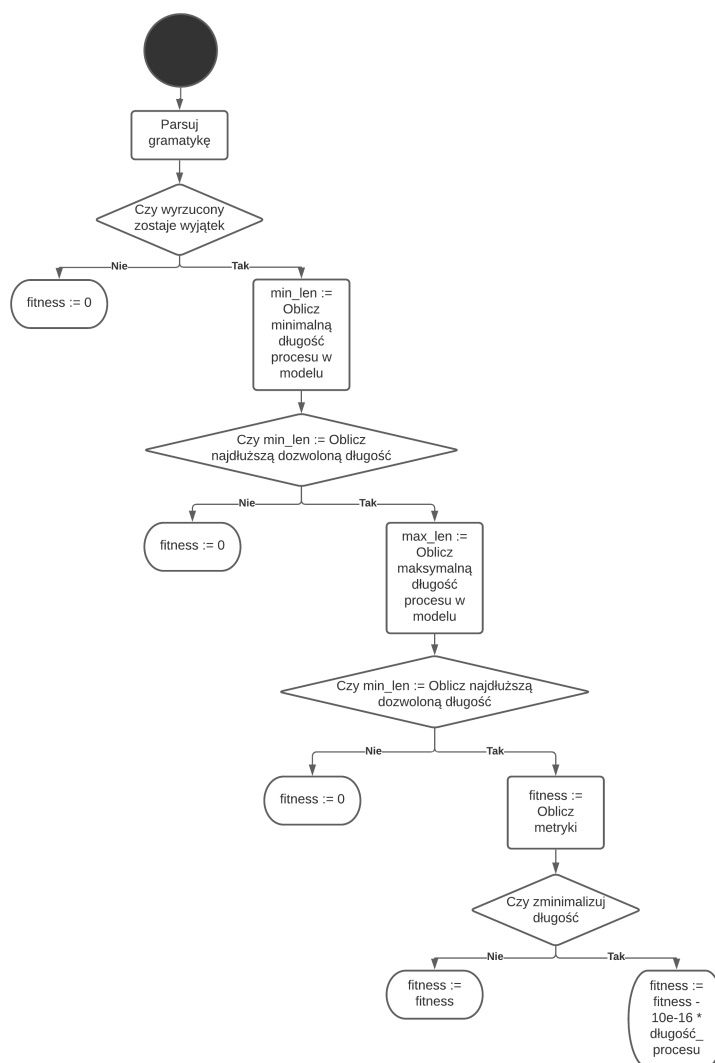 Parsuj
gramatykę
Czy wyrzucony
zostaje wyjątek
Nie
Tak
fitness := 0
min_len :=
Oblicz
minimalną
długość
procesu w
modelu
Czy min_len := Oblicz
najdłuższą dozwoloną długość
Nie
Tak
fitness := 0
max_len :=
Oblicz
maksymalną
długość
procesu w
modelu
Czy min_len := Oblicz najdłuższą
dozwoloną długość
Nie
Tak
fitness := 0
fitness :=
Oblicz
metryki
Czy zminimalizuj
długość
Nie
Tak
fitness :=
fitness
fitness :=
fitness -
10e-16 *
długość_
procesu